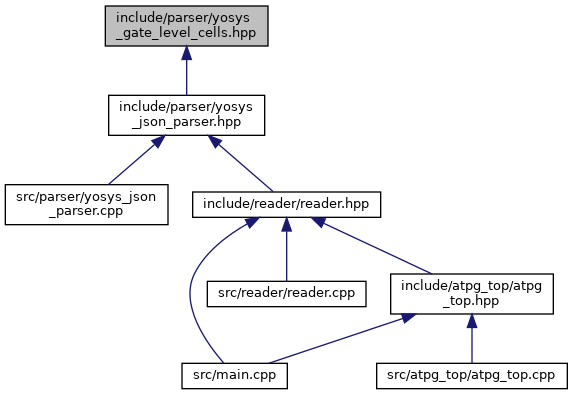 include/parser/yosys
_gate_level_cells.hpp
include/parser/yosys
_json_parser.hpp
src/parser/yosys_json
_parser.cpp
include/reader/reader.hpp
src/reader/reader.cpp
include/atpg_top/atpg
_top.hpp
src/main.cpp
src/atpg_top/atpg_top.cpp